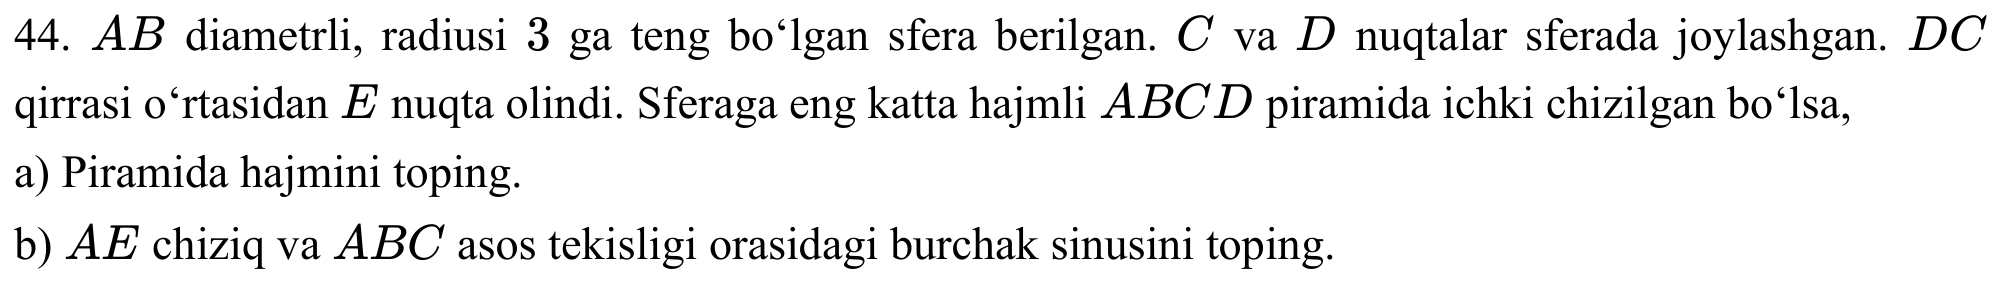 44. AB diametrli, radiusi 3 ga teng bo‘lgan sfera berilgan. C va D nuqtalar sferada joylashgan. DC
qirrasi o‘rtasidan E nuqta olindi. Sferaga eng katta hajmli ABCD piramida ichki chizilgan bo‘lsa,
a) Piramida hajmini toping.
b) AE chiziq va ABC asos tekisligi orasidagi burchak sinusini toping.